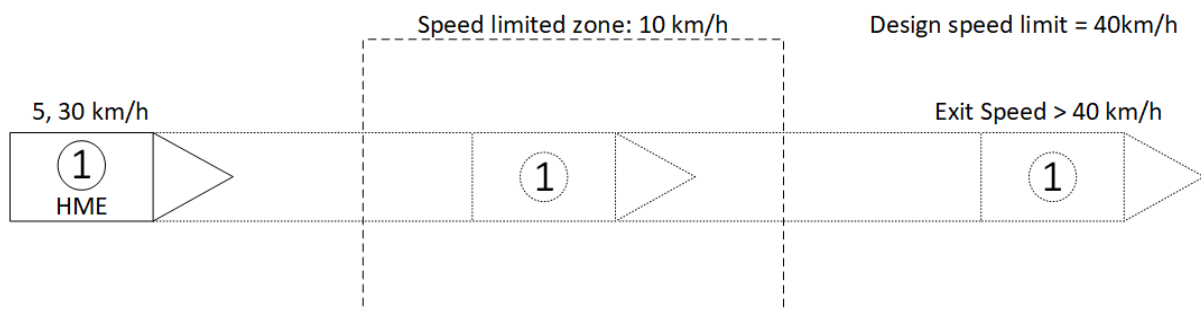 Speed limited zone: 10 km/h
Design speed limit = 40km/h
5, 30 km/h
Exit Speed > 40 km/h
1
HME
1
1